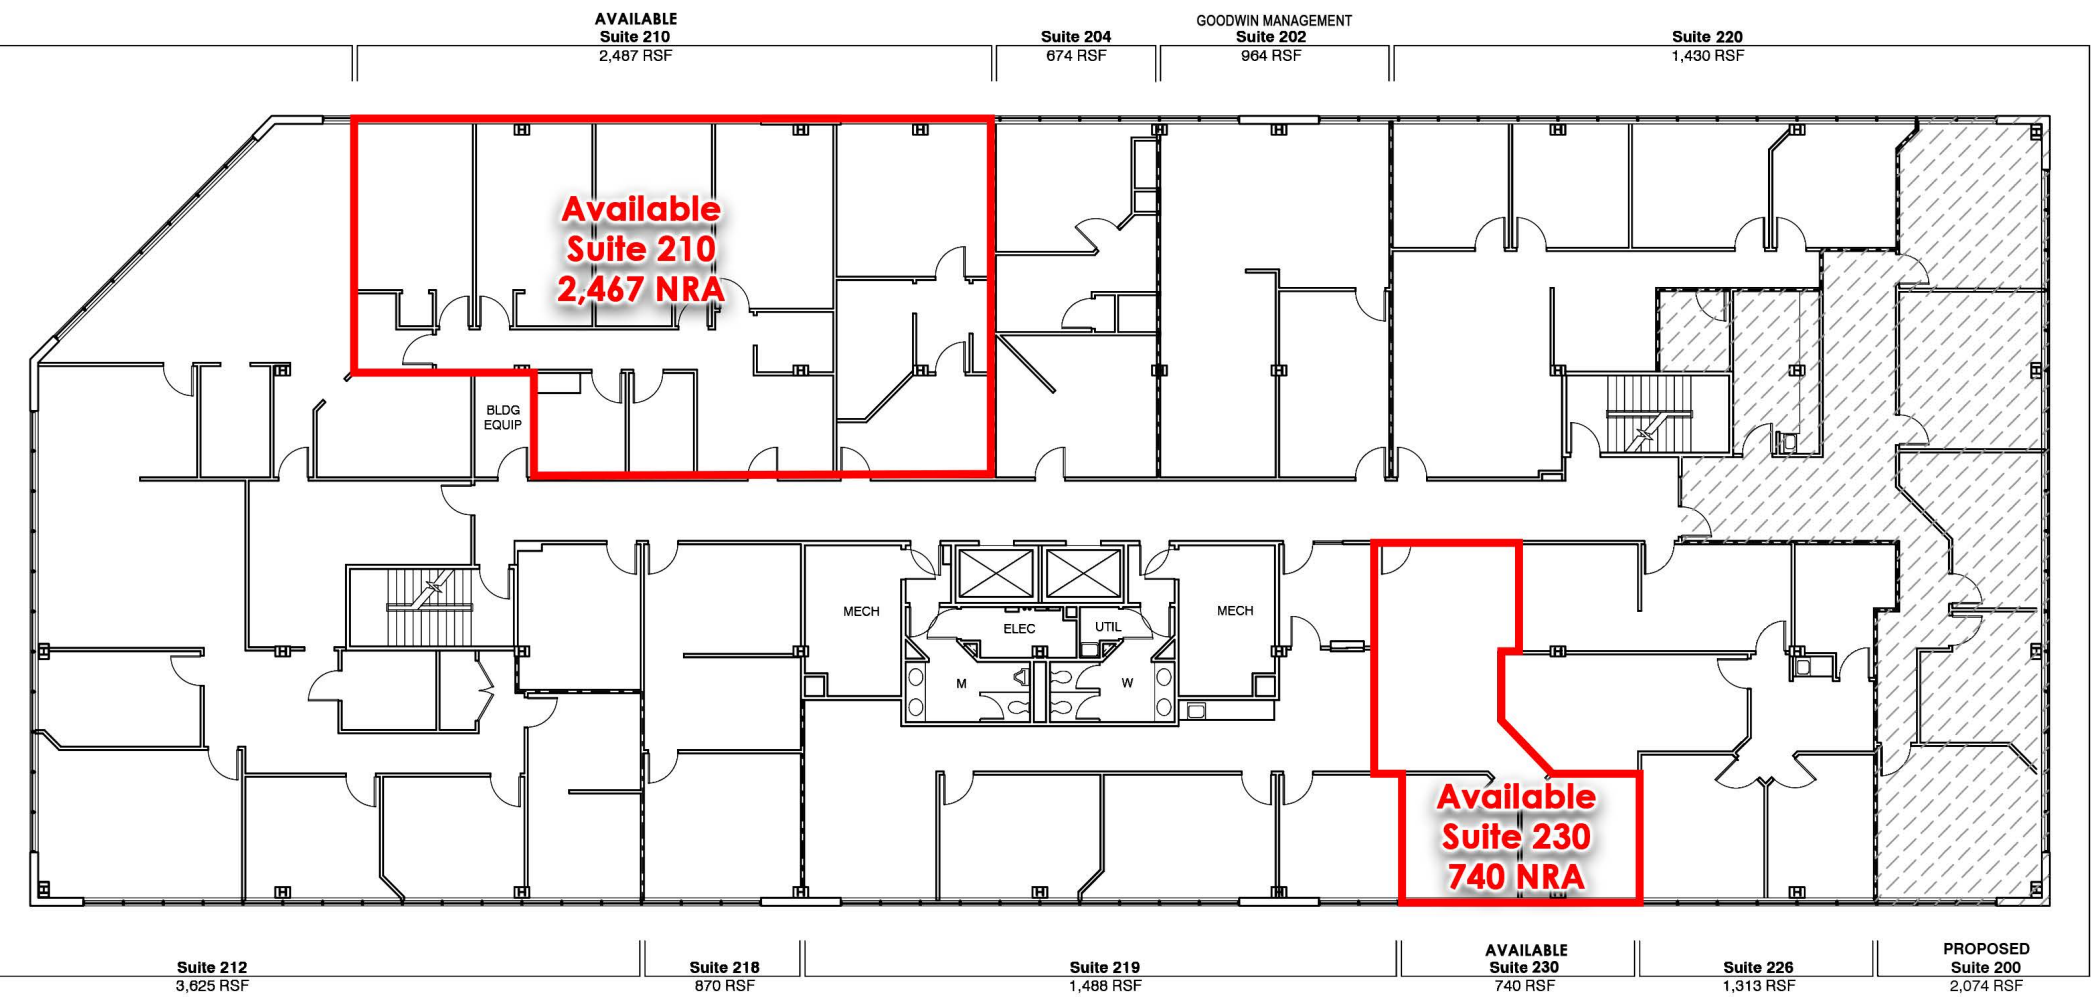 AVAILABLE
Suite 210
2,487 RSF
Suite 204
674 RSF
GOODWIN MANAGEMENT
Suite 202
964 RSF
Suite 220
1,430 RSF
Available
Suite 210
2,467 NRA
BLDG
EQUIP
MECH
ELEC
UTIL
MECH
M
W
Available
Suite 230
740 NRA
Suite 212
3,625 RSF
Suite 218
870 RSF
Suite 219
1,488 RSF
AVAILABLE
Suite 230
740 RSF
Suite 226
1,313 RSF
PROPOSED
Suite 200
2,074 RSF